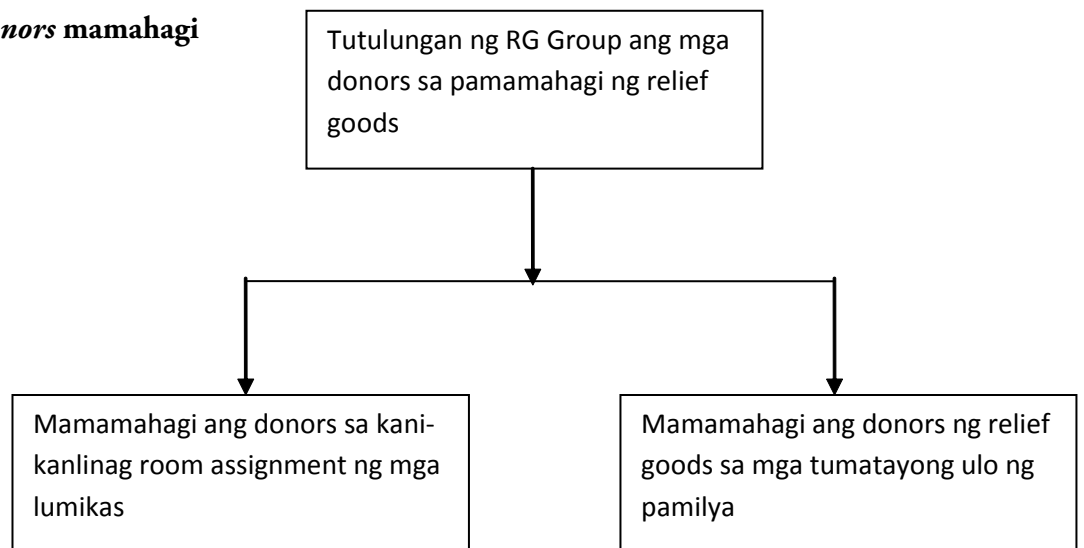 nors mamahagi
Tutulungan ng RG Group ang mga
donors sa pamamahagi ng relief
goods
Mamamahagi ang donors sa kani-
kanlinag room assignment ng mga
lumikas
Mamamahagi ang donors ng relief
goods sa mga tumatayong ulo ng
pamilya